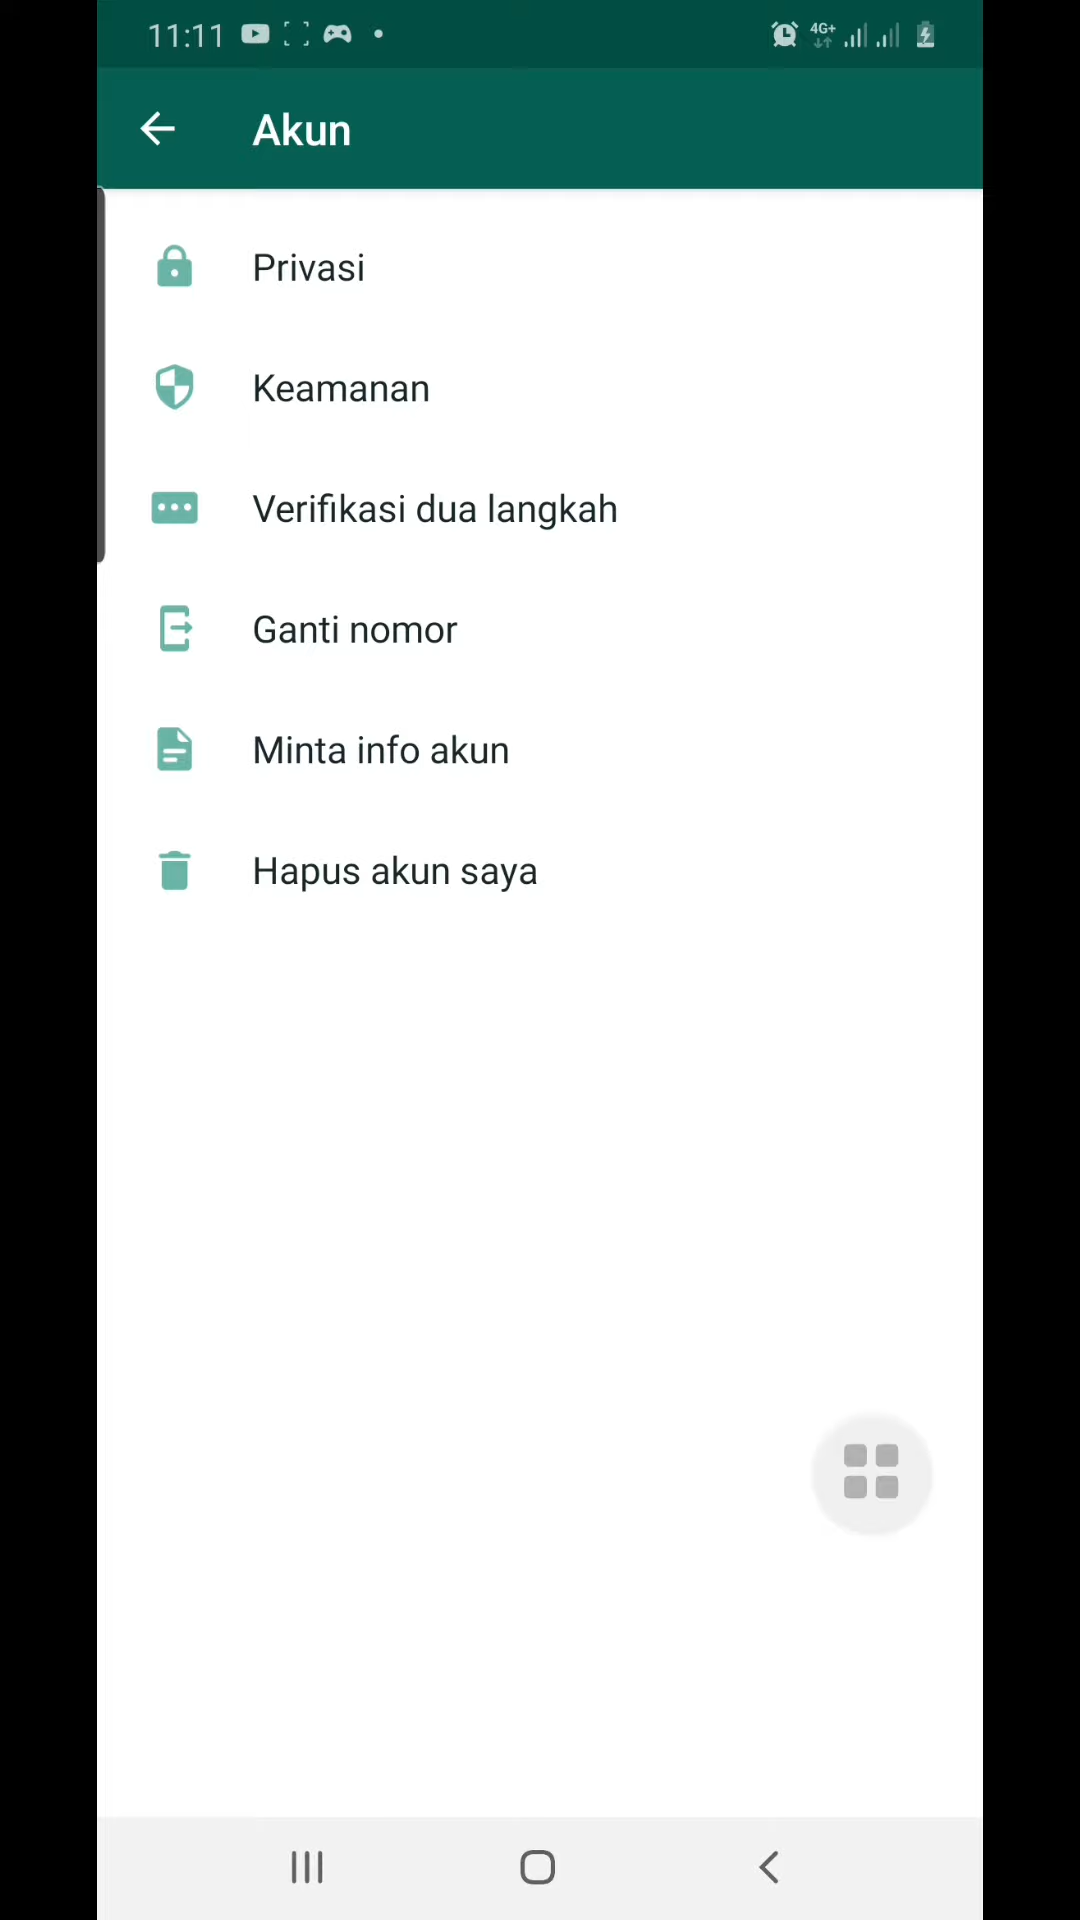 11:11
4G+
Akun
Privasi
Keamanan
Verifikasi dua langkah
Ganti nomor
Minta info akun
Hapus akun saya